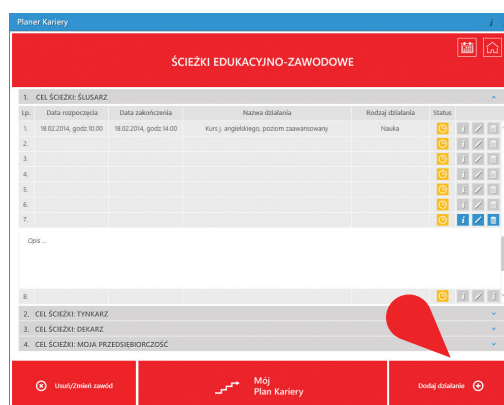 Planer Kariery
ŚCIEŻKI EDUKACYJNO-ZAWODOWE
1. CEL ŚCIEŻKI: ŚLUSARZ
Lp. Data rozpoczęcia Data zakończenia Nazwa działania Rodzaj działania Status
1. 18.02.2014, godz.10.00 18.02.2014, godz.14.00 Kurs j. angielskiego, poziom zaawansowany Nauka
2.
3.
4.
5.
6.
7.
Opis ...
8.
2. CEL ŚCIEŻKI: TYNKARZ
3. CEL ŚCIEŻKI: DEKARZ
4. CEL ŚCIEŻKI: MOJA PRZEDSIĘBIORCZOŚĆ
Usuń/Zmień zawód
Mój
Plan Kariery
Dodaj działanie